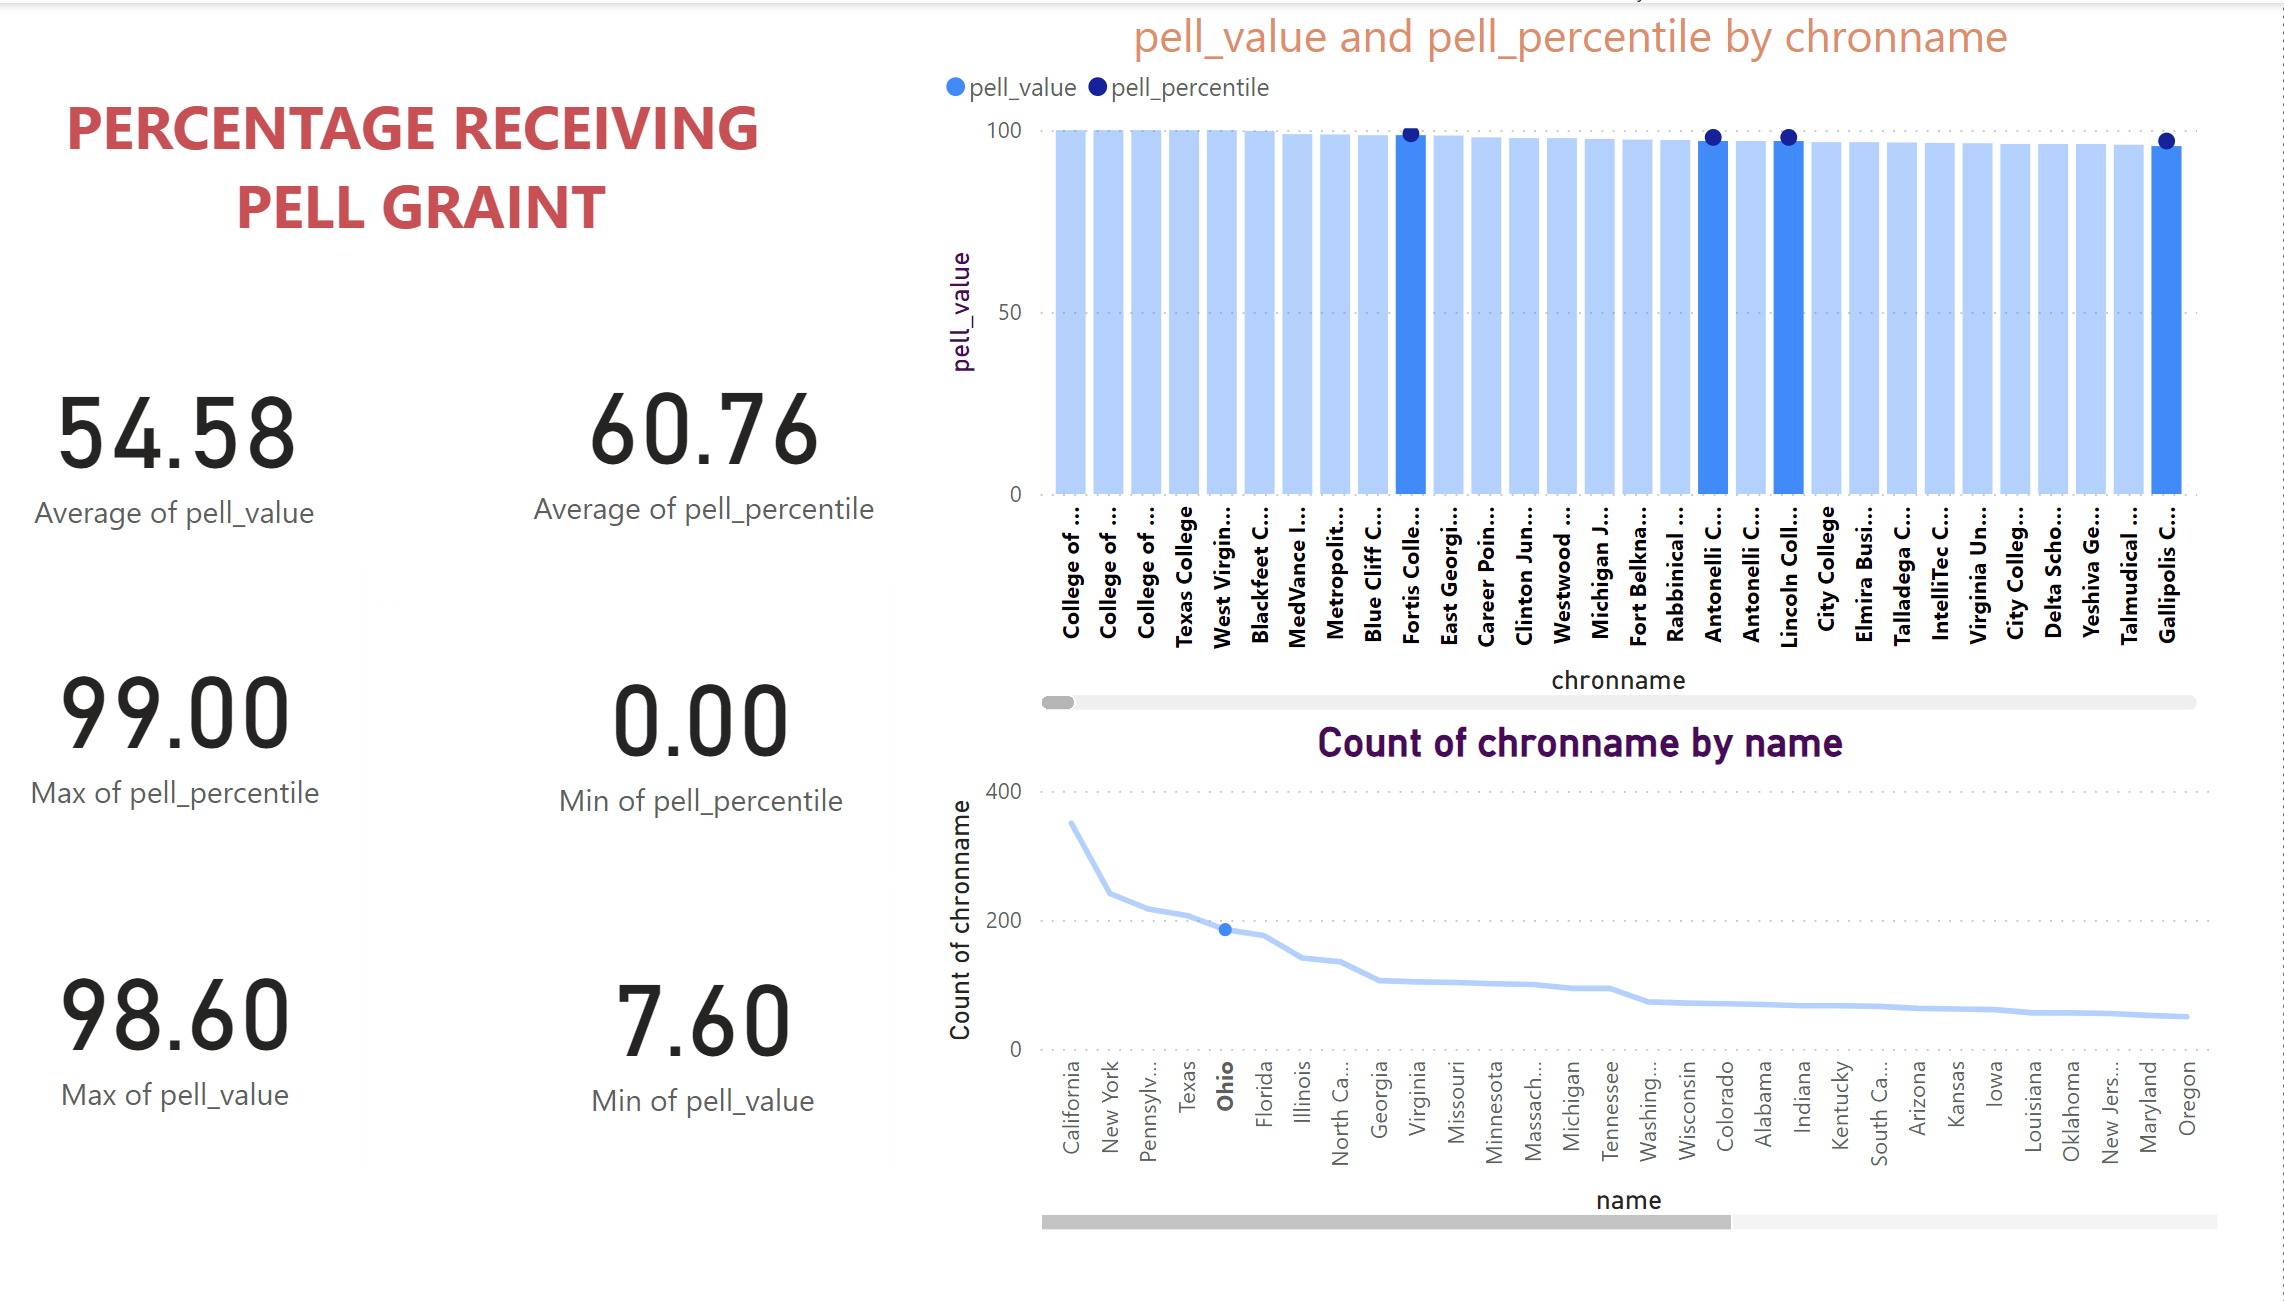 PERCENTAGE RECEIVING
PELL GRAINT
54.58
Average of pell_value
60.76
Average of pell_percentile
99.00
Max of pell_percentile
0.00
Min of pell_percentile
98.60
Max of pell_value
7.60
Min of pell_value
pell_value and pell_percentile by chronname
pell_value
pell_percentile
pell_value
100
50
0
College of ...
College of ...
College of ...
Texas College
West Virgin...
Blackfeet C...
MedVance I...
Metropolit...
Blue Cliff C...
Fortis Colle...
East Georgi...
Career Poin...
Clinton Jun...
Westwood ...
Michigan J...
Fort Belkna...
Rabbinical ...
Antonelli C...
Antonelli C...
Lincoln Coll...
City College
Elmira Busi...
Talladega C...
IntelliTec C...
Virginia Un...
City Colleg...
Delta Scho...
Yeshiva Ge...
Talmudical ...
Gallipolis C...
chronname
Count of chronname by name
Count of chronname
400
200
0
California
New York
Pennsylv...
Texas
Ohio
Florida
Illinois
North Ca...
Georgia
Virginia
Missouri
Minnesota
Massach...
Michigan
Tennessee
Washing...
Wisconsin
Colorado
Alabama
Indiana
Kentucky
South Ca...
Arizona
Kansas
Iowa
Louisiana
Oklahoma
New Jers...
Maryland
Oregon
name